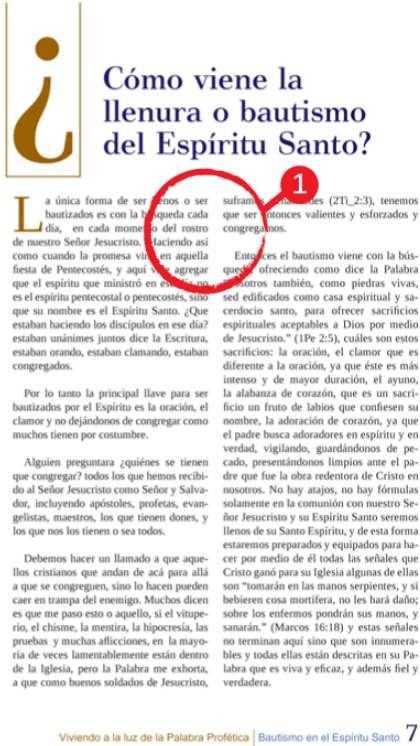 ¿
Cómo viene la
llenura o bautismo
del Espíritu Santo?
1
La única forma de ser llenos o ser
bautizados es con la búsqueda cada
día, en cada momento del rostro
de nuestro Señor Jesucristo. Haciendo así
como cuando la promesa vino en aquella
fiesta de Pentecostés, y aquí agregar
que el espíritu que ministró en ese día no
es el espíritu pentecostal o pentecostés, sino
que su nombre es el Espíritu Santo. ¿Que
estaban haciendo los discípulos en ese día?
estaban unánimes juntos dice la Escritura,
estaban orando, estaban clamando, estaban
congregados.
Por lo tanto la principal llave para ser
bautizados por el Espíritu es la oración, el
clamor y no dejándonos de congregar como
muchos tienen por costumbre.
Alguien preguntara ¿quiénes se tienen
que congregar? todos los que hemos recibi-
do al Señor Jesucristo como Señor y Salva-
dor, incluyendo apóstoles, profetas, evan-
gelistas, maestros, los que tienen dones, y
los que nos los tienen o sea todos.
Debemos hacer un llamado a que aque-
llos cristianos que andan de acá para allá
a que se congreguen, sino lo hacen pueden
caer en trampa del enemigo. Muchos dicen
es que me paso esto o aquello, si el vitupe-
rio, el chisme, la mentira, la hipocresía, las
pruebas y muchas aflicciones, en la mayo-
ría de veces lamentablemente están dentro
de la Iglesia, pero la Palabra me exhorta,
a que como buenos soldados de Jesucristo,
suframos penalidades (2Ti_2:3), tenemos
que ser entonces valientes y esforzados y
congregarnos.
Entonces el bautismo viene con la bús-
queda, ofreciendo como dice la Palabra
“vosotros también, como piedras vivas,
sed edificados como casa espiritual y sa-
cerdocio santo, para ofrecer sacrificios
espirituales aceptables a Dios por medio
de Jesucristo.” (1Pe 2:5), cuáles son estos
sacrificios: la oración, el clamor que es
diferente a la oración, ya que éste es más
intenso y de mayor duración, el ayuno,
la alabanza de corazón, que es un sacri-
ficio un fruto de labios que confiesen su
nombre, la adoración de corazón, ya que
el padre busca adoradores en espíritu y en
verdad, vigilando, guardándonos de pe-
cado, presentándonos limpios ante el pa-
dre que fue la obra redentora de Cristo en
nosotros. No hay atajos, no hay fórmulas
solamente en la comunión con nuestro Se-
ñor Jesucristo y su Espíritu Santo seremos
llenos de su Santo Espíritu, y de esta forma
estaremos preparados y equipados para ha-
cer por medio de él todas las señales que
Cristo ganó para su Iglesia algunas de ellas
son “tomarán en las manos serpientes, y si
bebieren cosa mortífera, no les hará daño;
sobre los enfermos pondrán sus manos, y
sanarán.” (Marcos 16:18) y estas señales
no terminan aquí sino que son innumera-
bles y todas ellas están descritas en su Pa-
labra que es viva y eficaz, y además fiel y
verdadera.
Viviendo a la luz de la Palabra Profética | Bautismo en el Espíritu Santo 7